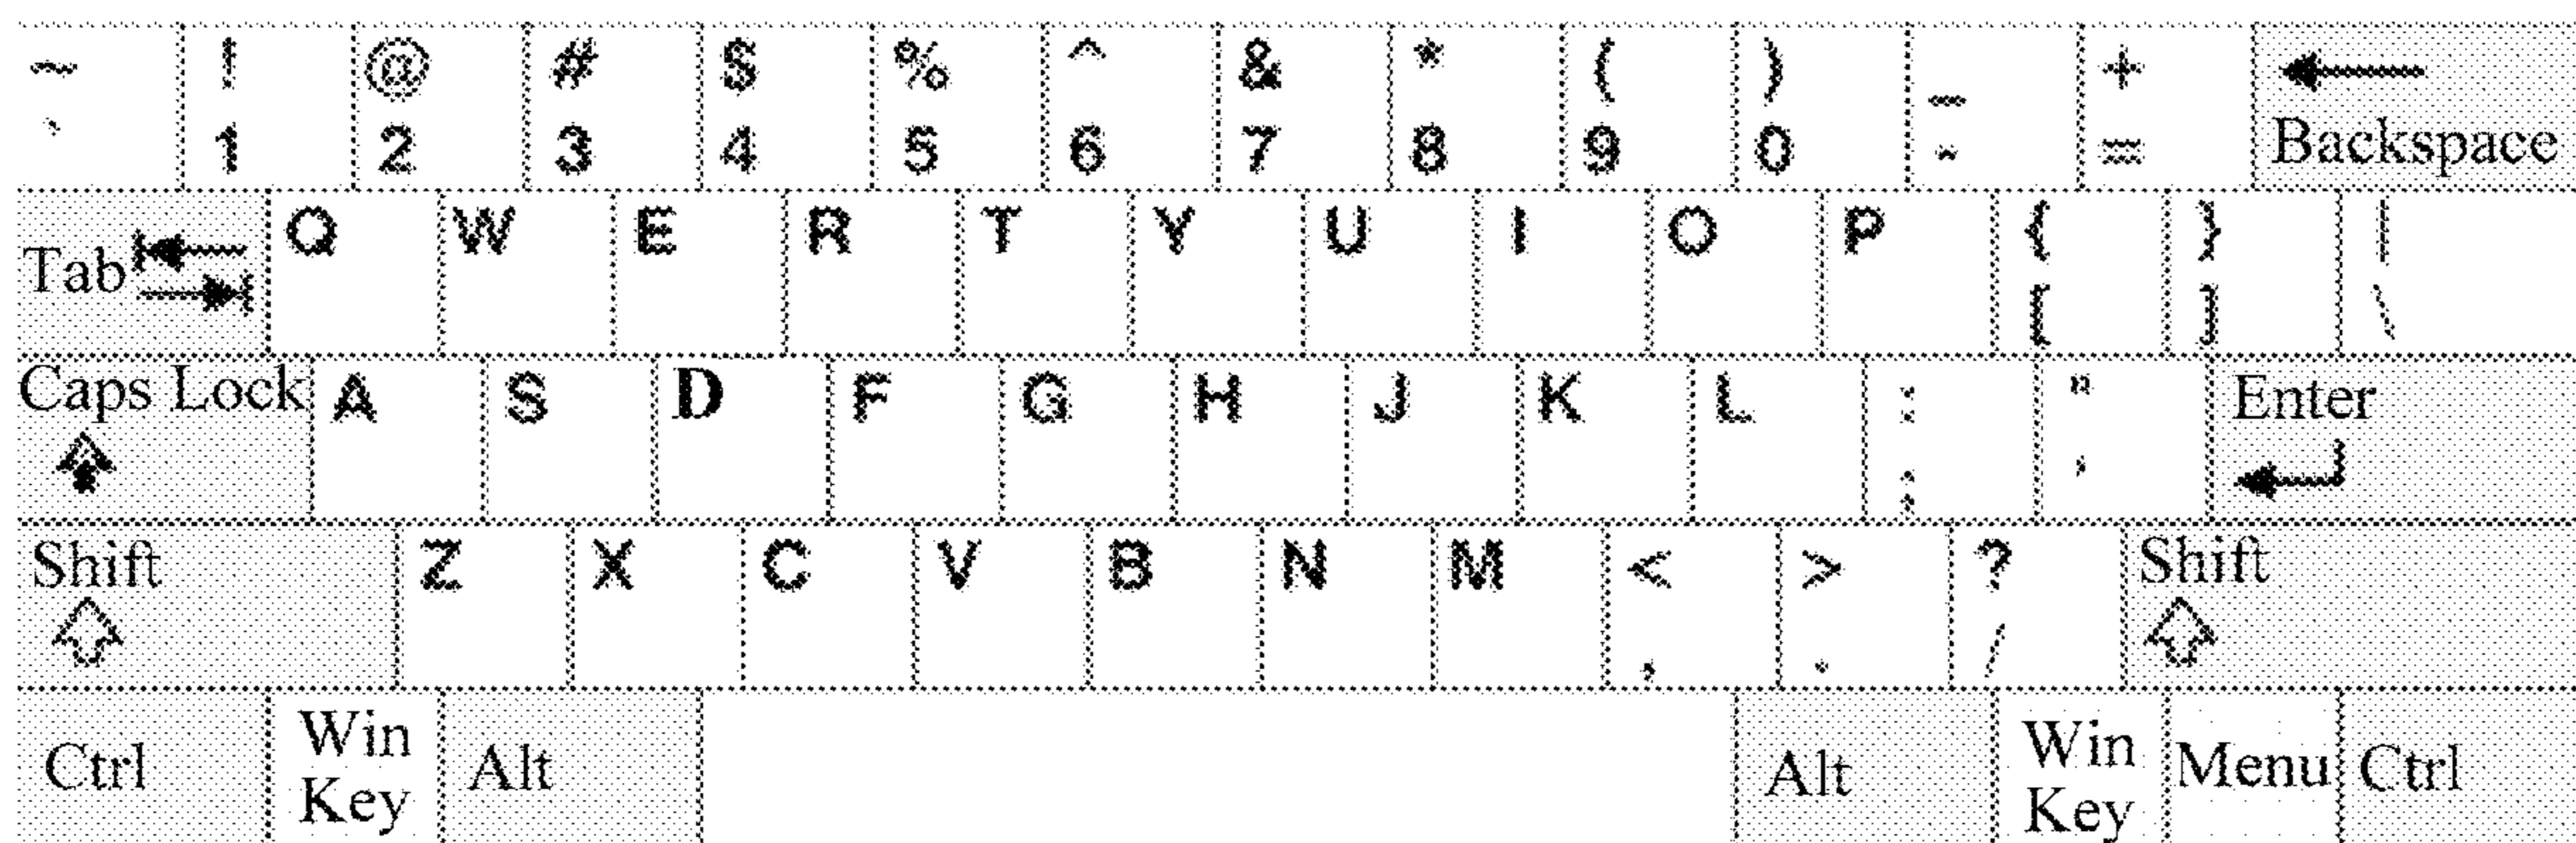 ~ ! @ # $ % ^ & * ( ) _ +
` 1 2 3 4 5 6 7 8 9 0 - = Backspace
Tab Q W E R T Y U I O P { } |
[ ] \
Caps Lock A S D F G H J K L : " Enter
; '
Shift Z X C V B N M < > ? Shift
, . /
Ctrl Win Key Alt Alt Win Key Menu Ctrl